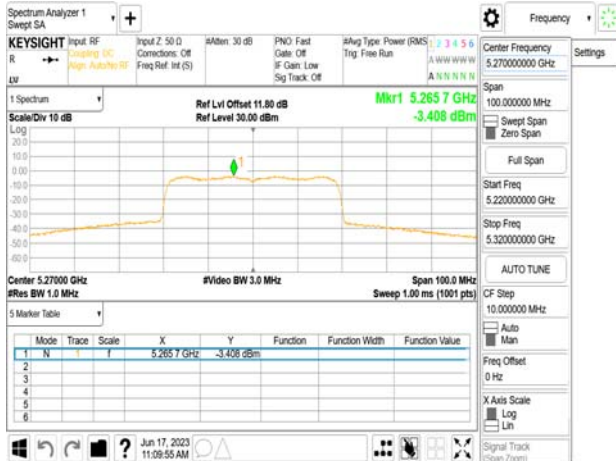 Spectrum Analyzer 1
Swept SA
Frequency
KEYSIGHT
Input: RF
Coupling: DC
Align: Auto/No RF
Input Z: 50 Ω
Corrections: Off
Freq Ref: Int (S)
#Atten: 30 dB
PNO: Fast
Gate: Off
IF Gain: Low
Sig Track: Off
#Avg Type: Power (RMS
Trig: Free Run
1 2 3 4 5 6
A W W W W W
A N N N N N
R
LVI
Center Frequency
5.270000000 GHz
Settings
Span
100.000000 MHz
Swept Span
Zero Span
Full Span
Start Freq
5.220000000 GHz
Stop Freq
5.320000000 GHz
AUTO TUNE
CF Step
10.000000 MHz
Auto
Man
Freq Offset
0 Hz
X Axis Scale
Log
Lin
Signal Track
(Span Zoom)
1 Spectrum
Scale/Div 10 dB
Ref Lvl Offset 11.80 dB
Ref Level 30.00 dBm
Mkr1 5.265 7 GHz
-3.408 dBm
Log
20.0
10.0
0.00
-10.0
-20.0
-30.0
-40.0
-50.0
-60.0
1
Center 5.27000 GHz
#Res BW 1.0 MHz
#Video BW 3.0 MHz
Span 100.0 MHz
Sweep 1.00 ms (1001 pts)
5 Marker Table
Mode Trace Scale X Y Function Function Width Function Value
1 N 1 f 5.265 7 GHz -3.408 dBm
2
3
4
5
6
Jun 17, 2023
11:09:55 AM